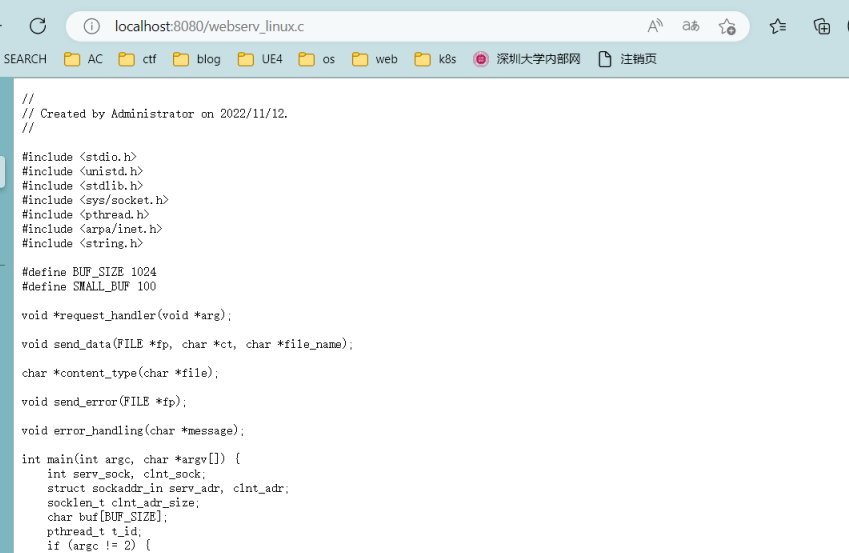 localhost:8080/webserv_linux.c
SEARCH AC ctf blog UE4 os web k8s 深圳大学内部网 注销页
//
// Created by Administrator on 2022/11/12.
//
#include <stdio.h>
#include <unistd.h>
#include <stdlib.h>
#include <sys/socket.h>
#include <pthread.h>
#include <arpa/inet.h>
#include <string.h>
#define BUF_SIZE 1024
#define SMALL_BUF 100
void *request_handler(void *arg);
void send_data(FILE *fp, char *ct, char *file_name);
char *content_type(char *file);
void send_error(FILE *fp);
void error_handling(char *message);
int main(int argc, char *argv[]) {
    int serv_sock, clnt_sock;
    struct sockaddr_in serv_adr, clnt_adr;
    socklen_t clnt_adr_size;
    char buf[BUF_SIZE];
    pthread_t t_id;
    if (argc != 2) {